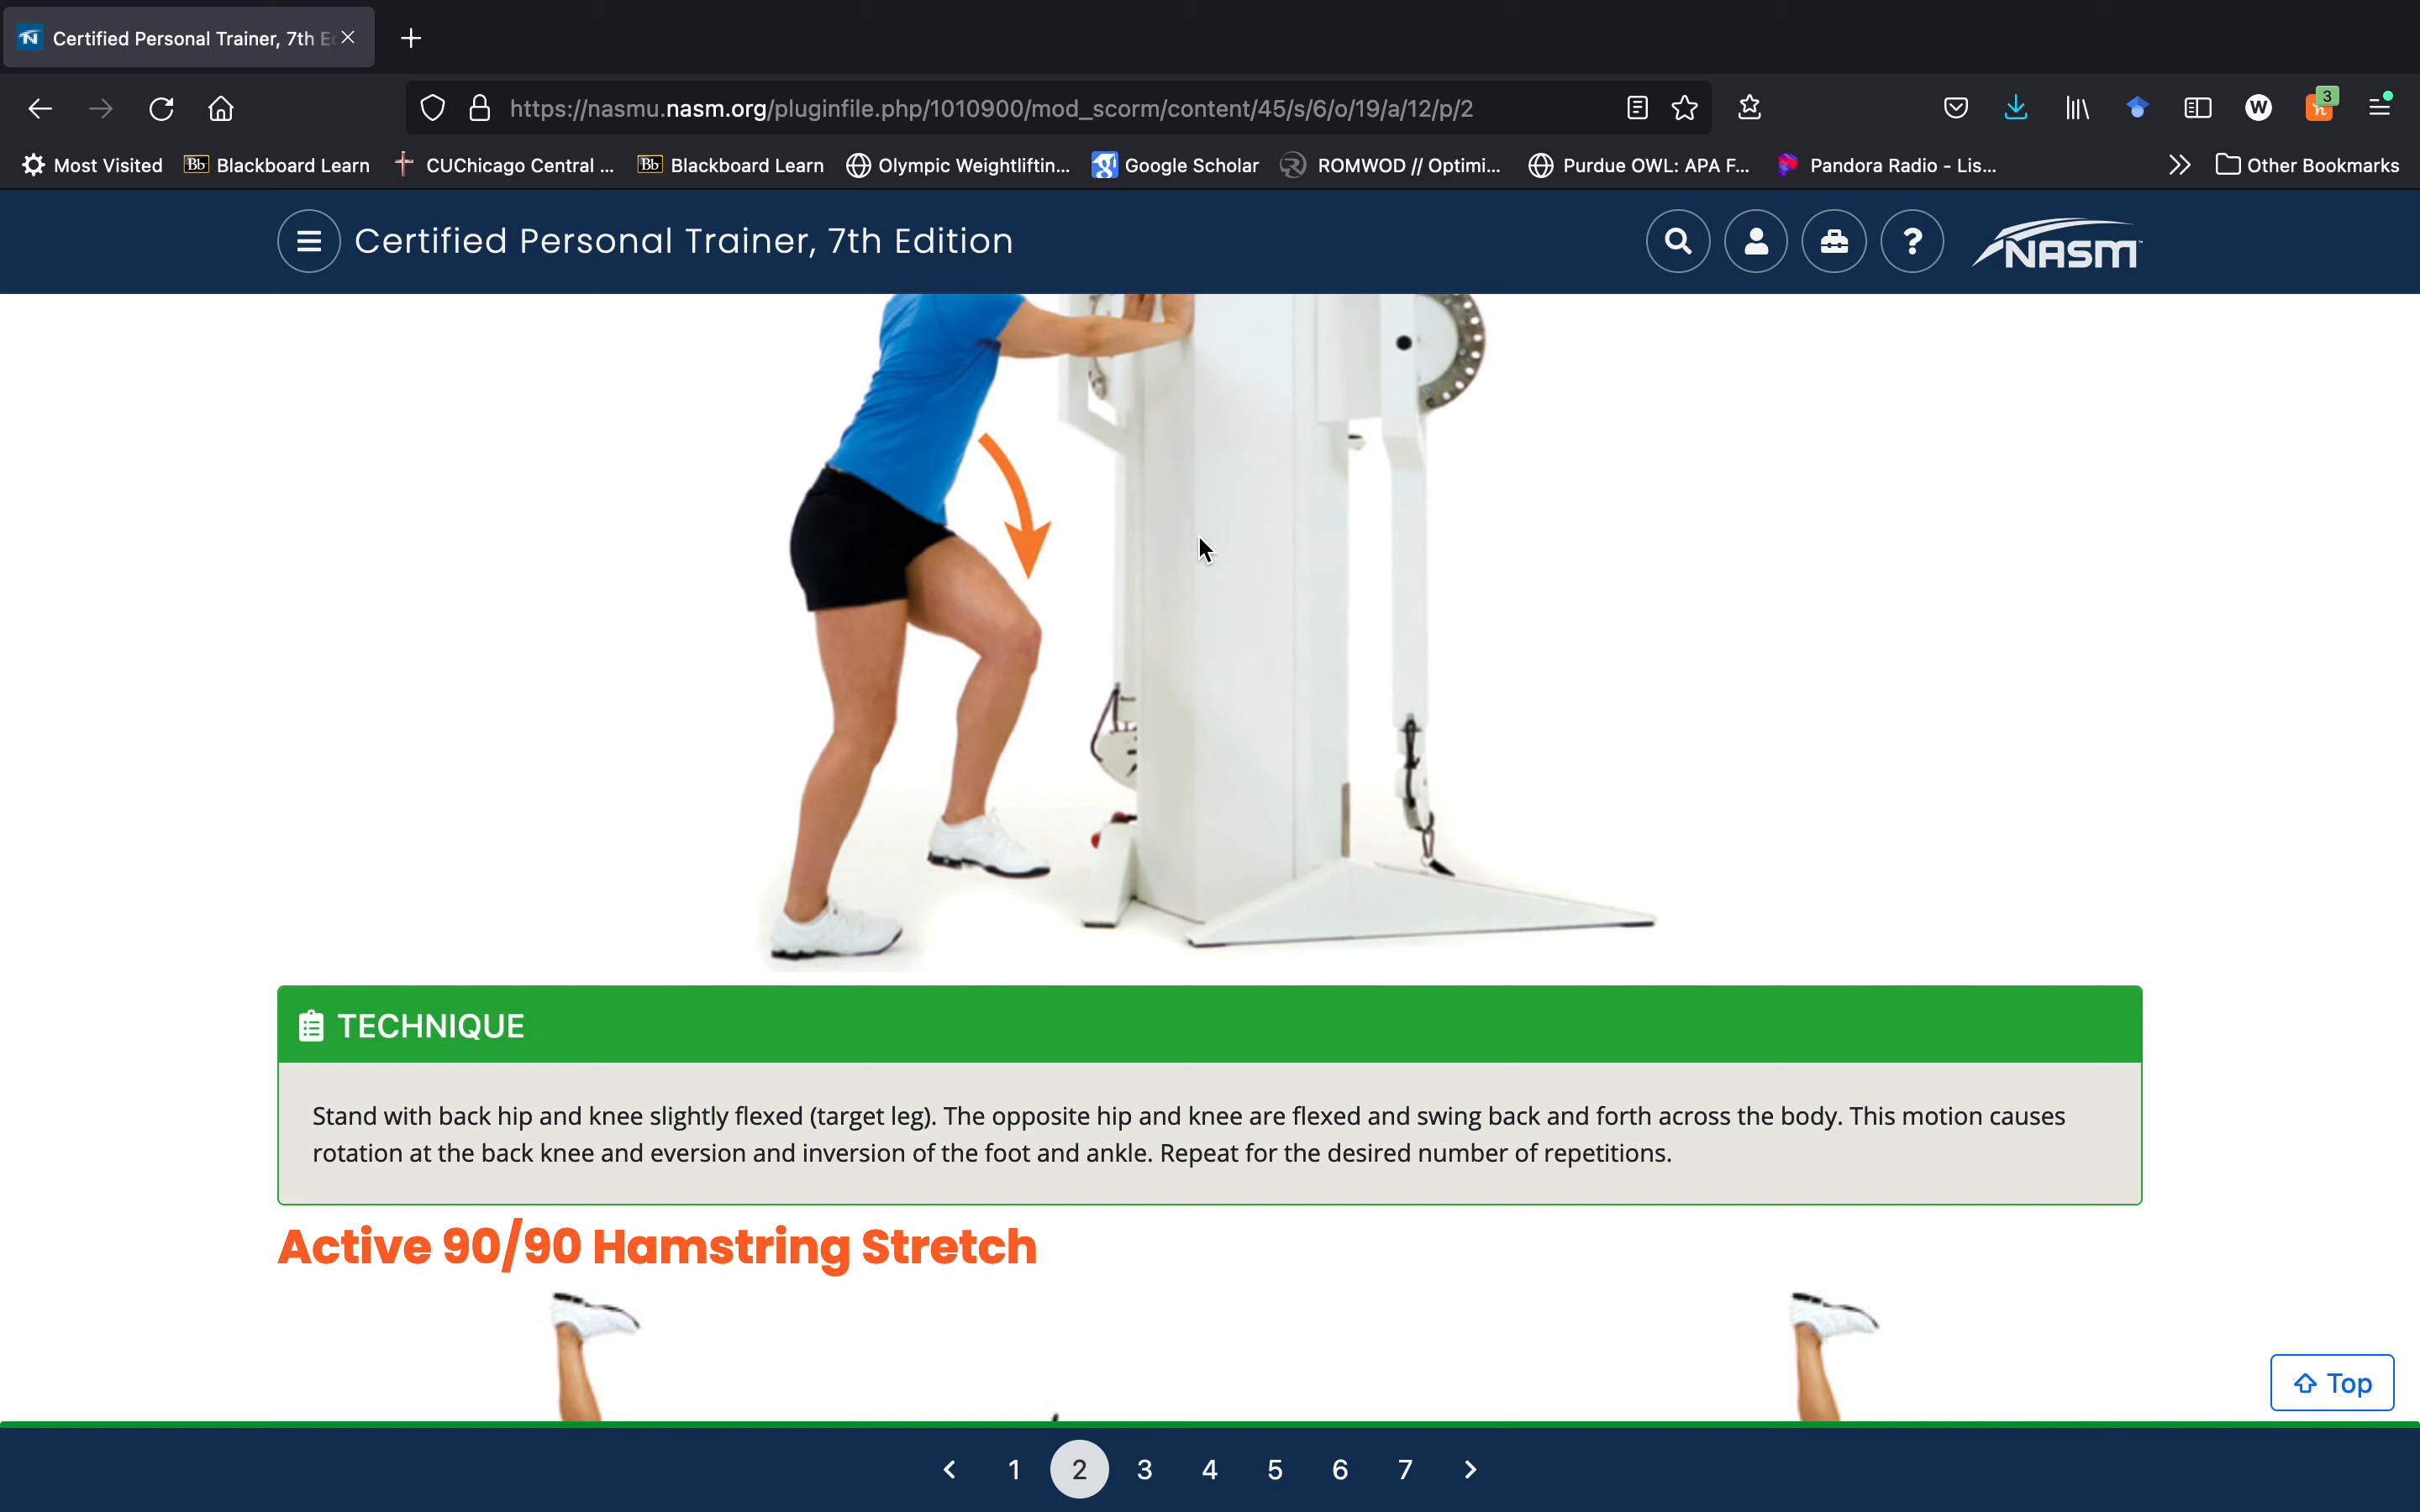 Certified Personal Trainer, 7th Ed
https://nasmu.nasm.org/pluginfile.php/1010900/mod_scorm/content/45/s/6/o/19/a/12/p/2
W
3
Most Visited
Bb Blackboard Learn
CUChicago Central ...
Bb Blackboard Learn
Olympic Weightliftin...
Google Scholar
ROMWOD // Optimi...
Purdue OWL: APA F...
Pandora Radio - Lis...
Other Bookmarks
Certified Personal Trainer, 7th Edition
?
NASM
TECHNIQUE
Stand with back hip and knee slightly flexed (target leg). The opposite hip and knee are flexed and swing back and forth across the body. This motion causes
rotation at the back knee and eversion and inversion of the foot and ankle. Repeat for the desired number of repetitions.
Active 90/90 Hamstring Stretch
Top
1 2 3 4 5 6 7